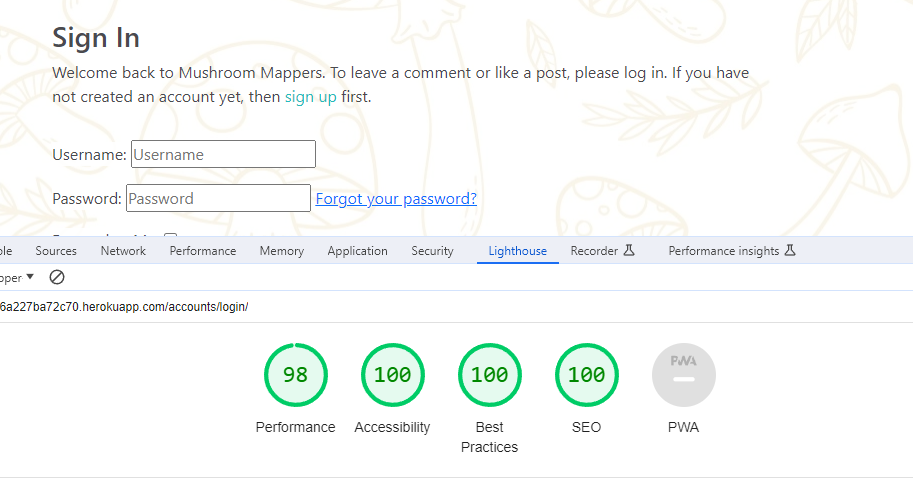 Sign In
Welcome back to Mushroom Mappers. To leave a comment or like a post, please log in. If you have
not created an account yet, then sign up first.
Username: Username
Password: Password Forgot your password?
ole Sources Network Performance Memory Application Security Lighthouse Recorder Performance insights
pper
6a227ba72c70.herokuapp.com/accounts/login/
98 100 100 100 PWA
Performance Accessibility Best Practices SEO PWA